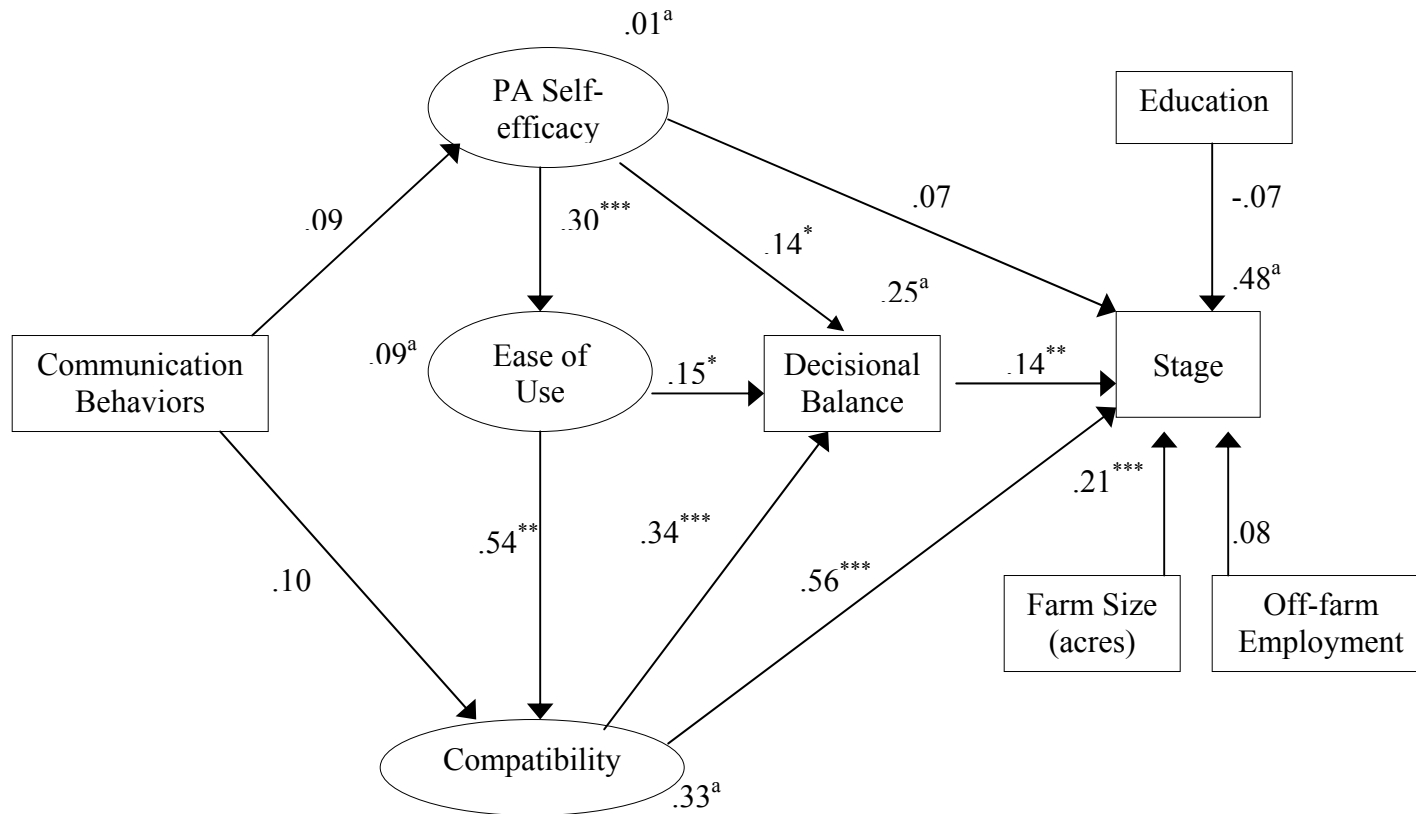 .01a
PA Self-
efficacy
Education
.09
.30***
.14*
.07
-.07
.25a
.48a
Communication
Behaviors
.09a
Ease of
Use
.15*
Decisional
Balance
.14**
Stage
.10
.54**
.34***
.56***
.21***
.08
Farm Size
(acres)
Off-farm
Employment
Compatibility
.33a